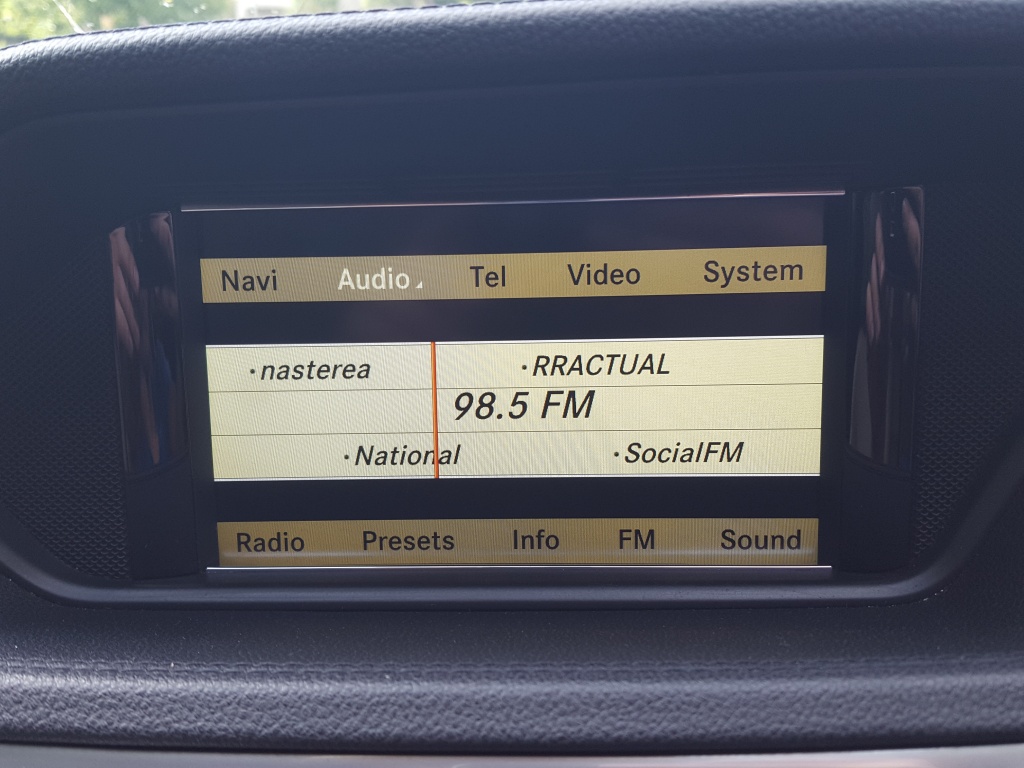 Navi Audio Tel Video System
·nasterea ·RRACTUAL
98.5 FM
·National ·SocialFM
Radio Presets Info FM Sound